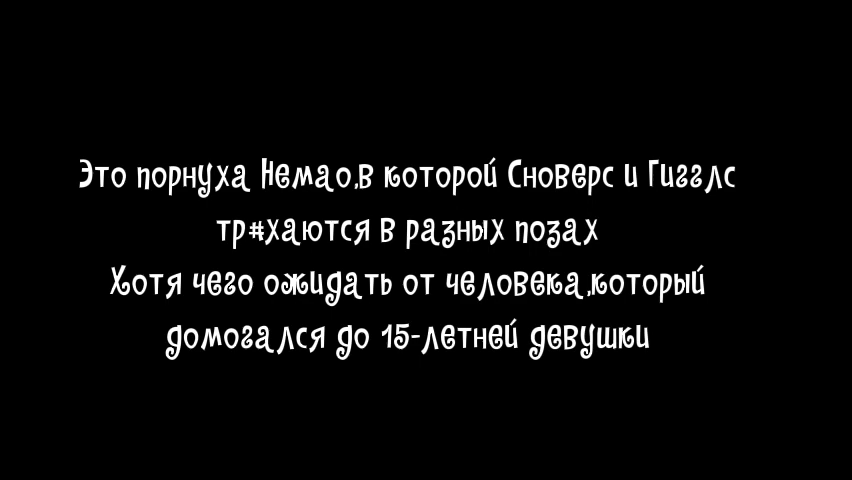 Это порнуха Немао,в которой Сноверс и Гигглс
тр#хаются в разных позах
Хотя чего ожидать от человека,который
домогался до 15-летней девушки